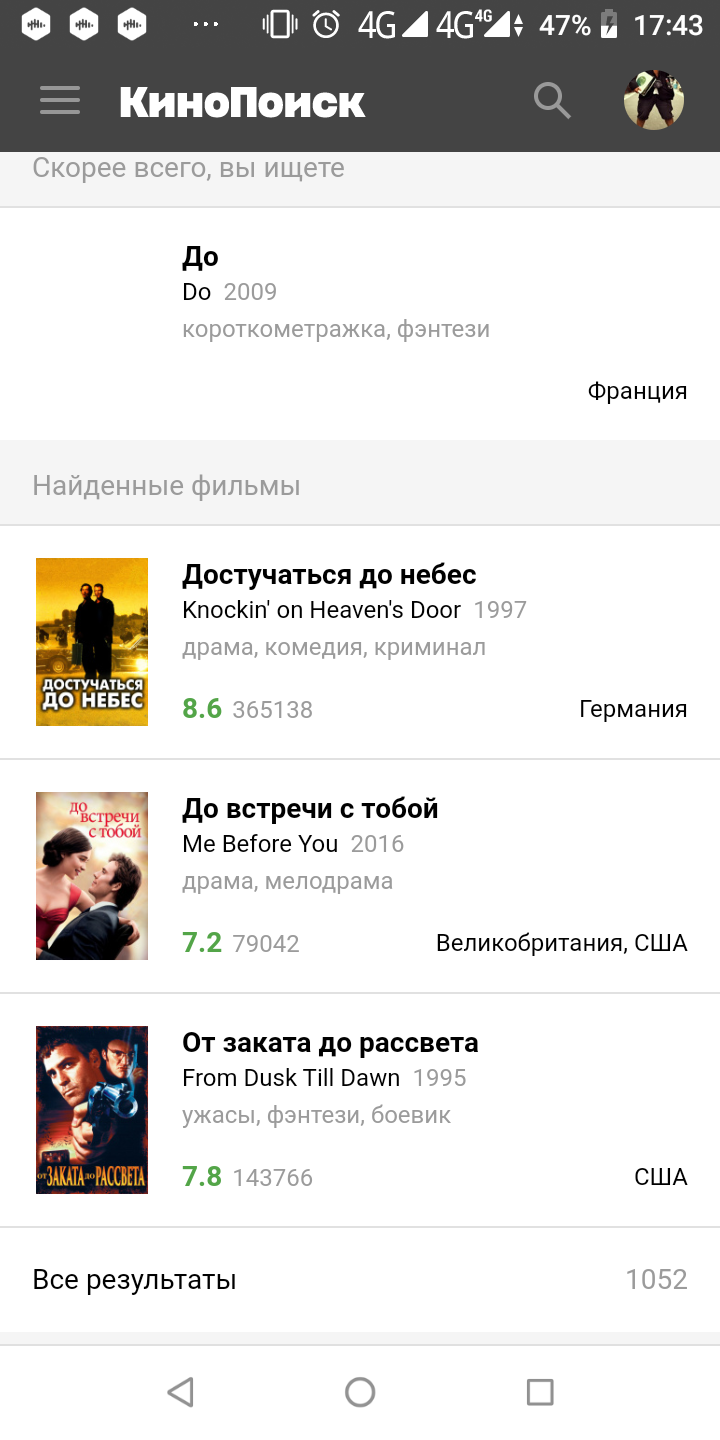 4G 4G 4G 47% 17:43
КиноПоиск
Скорее всего, вы ищете
До
Do 2009
короткометражка, фэнтези
Франция
Найденные фильмы
Достучаться до небес
Knockin' on Heaven's Door 1997
драма, комедия, криминал
ДОСТУЧАТЬСЯ
ДО НЕБЕС
8.6 365138 Германия
До встречи с тобой
Me Before You 2016
драма, мелодрама
до
встречи
с тобой
7.2 79042 Великобритания, США
От заката до рассвета
From Dusk Till Dawn 1995
ужасы, фэнтези, боевик
от ЗАКАТА до РАССВЕТА
7.8 143766 США
Все результаты 1052